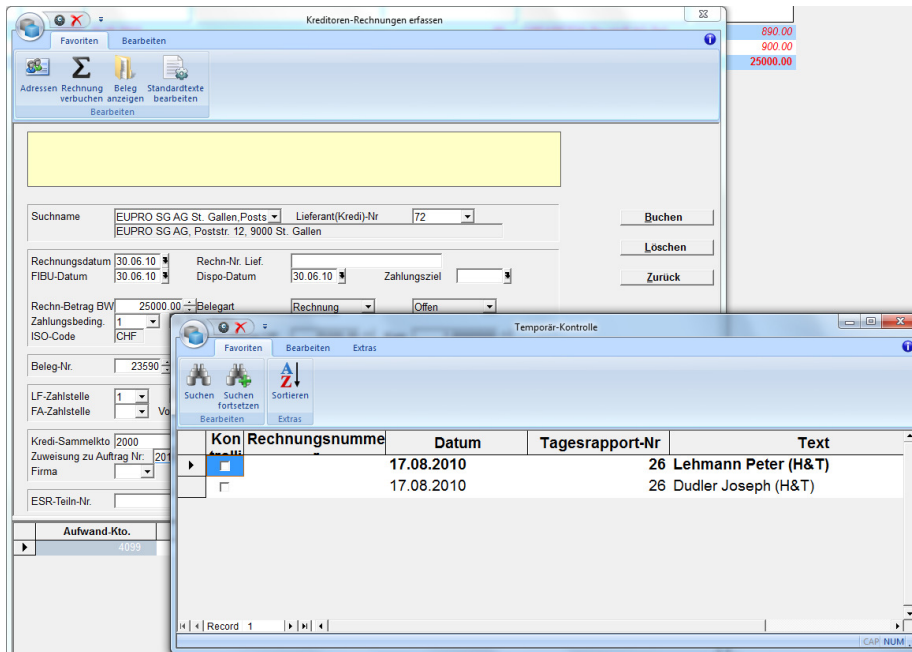 Kreditoren-Rechnungen erfassen
Favoriten Bearbeiten
890.00
900.00
25000.00
Adressen Rechnung verbuchen Beleg anzeigen Standardtexte bearbeiten
Bearbeiten
Suchname EUPRO SG AG St. Gallen,Posts Lieferant(Kredi)-Nr 72
EUPRO SG AG, Poststr. 12, 9000 St. Gallen
Buchen
Löschen
Zurück
Rechnungsdatum 30.06.10 Rechn-Nr. Lief.
FIBU-Datum 30.06.10 Dispo-Datum 30.06.10 Zahlungsziel
Rechn-Betrag BW 25000.00 Belegart Rechnung Offen
Zahlungsbeding. 1
ISO-Code CHF
Beleg-Nr. 23590
LF-Zahlstelle 1
FA-Zahlstelle Vo
Kredi-Sammelkto 2000
Zuweisung zu Auftrag Nr: 201
Firma
ESR-Teiln-Nr.
Aufwand-Kto.
4099
Temporär-Kontrolle
Favoriten Bearbeiten Extras
Suchen Suchen fortsetzen Sortieren
Bearbeiten Extras
Kon Rechnungsnumme Datum Tagesrapport-Nr Text
17.08.2010 26 Lehmann Peter (H&T)
17.08.2010 26 Dudler Joseph (H&T)
Record 1
CAP NUM